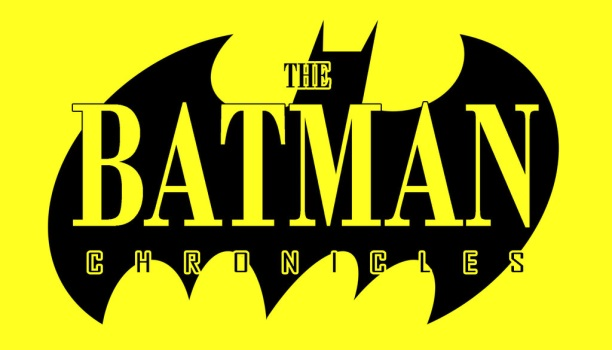 THE
BATMAN
CHRONICLES